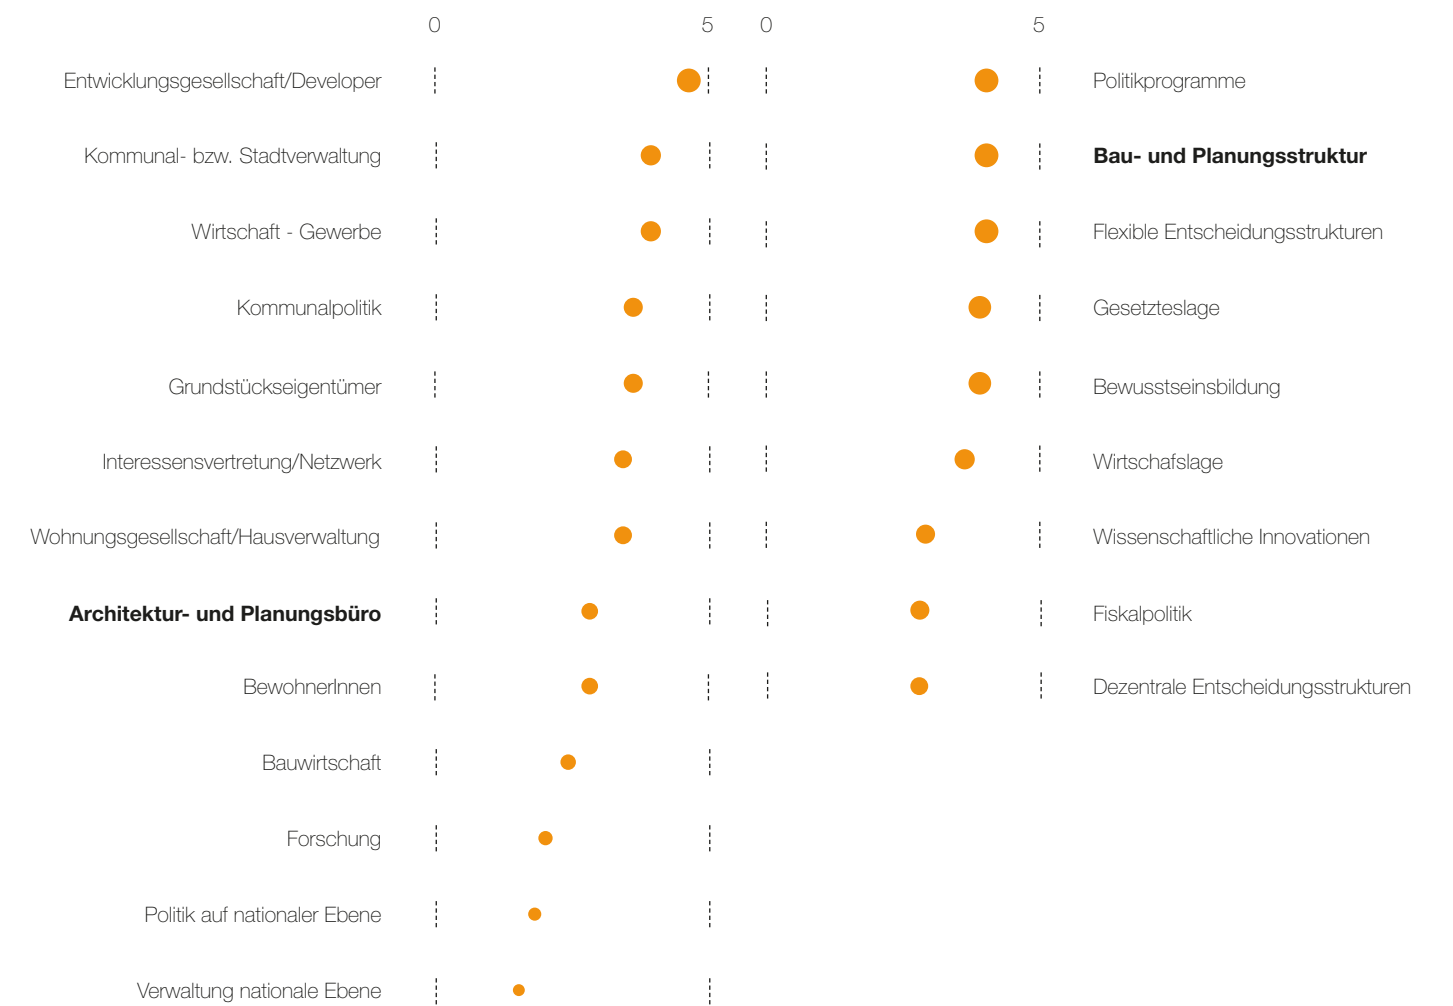 0 5 0 5
Entwicklungsgesellschaft/Developer Politikprogramme
Kommunal- bzw. Stadtverwaltung Bau- und Planungsstruktur
Wirtschaft - Gewerbe Flexible Entscheidungsstrukturen
Kommunalpolitik Gesetzteslage
Grundstückseigentümer Bewusstseinsbildung
Interessensvertretung/Netzwerk Wirtschafslage
Wohnungsgesellschaft/Hausverwaltung Wissenschaftliche Innovationen
Architektur- und Planungsbüro Fiskalpolitik
BewohnerInnen Dezentrale Entscheidungsstrukturen
Bauwirtschaft
Forschung
Politik auf nationaler Ebene
Verwaltung nationale Ebene